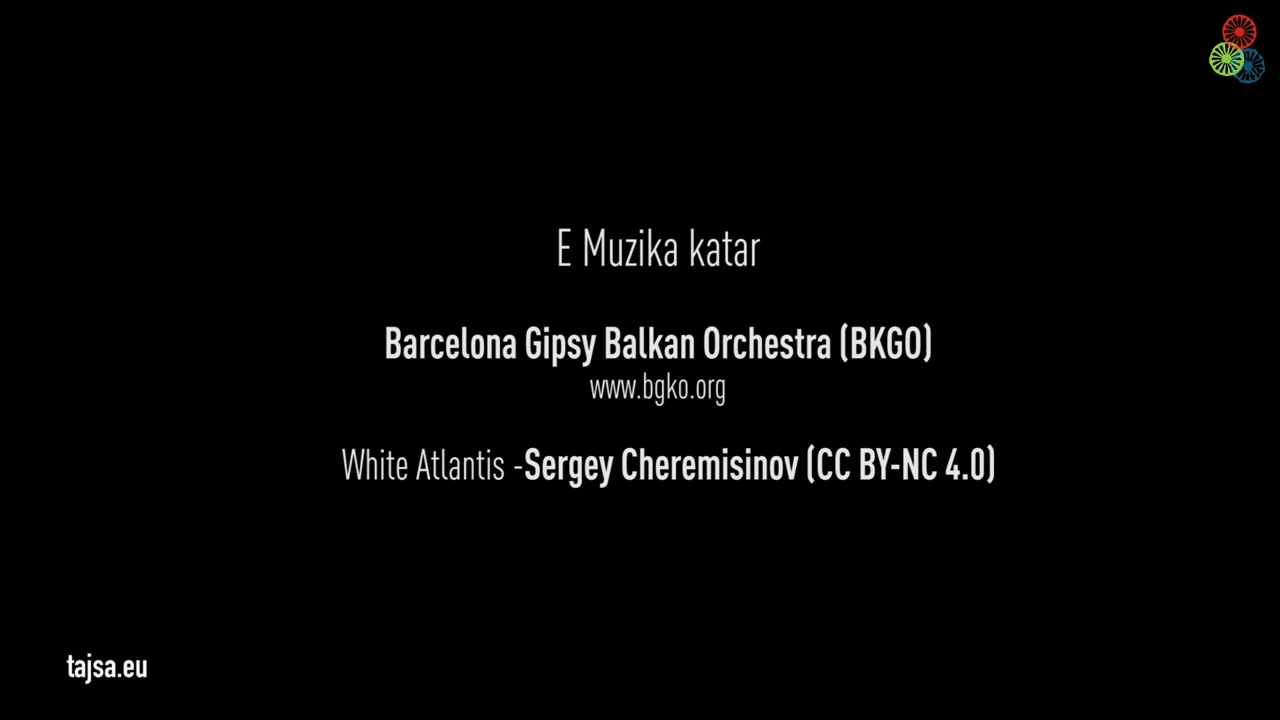 E Muzika katar
Barcelona Gipsy Balkan Orchestra (BKGO)
www.bgko.org
White Atlantis -Sergey Cheremisinov (CC BY-NC 4.0)
tajsa.eu